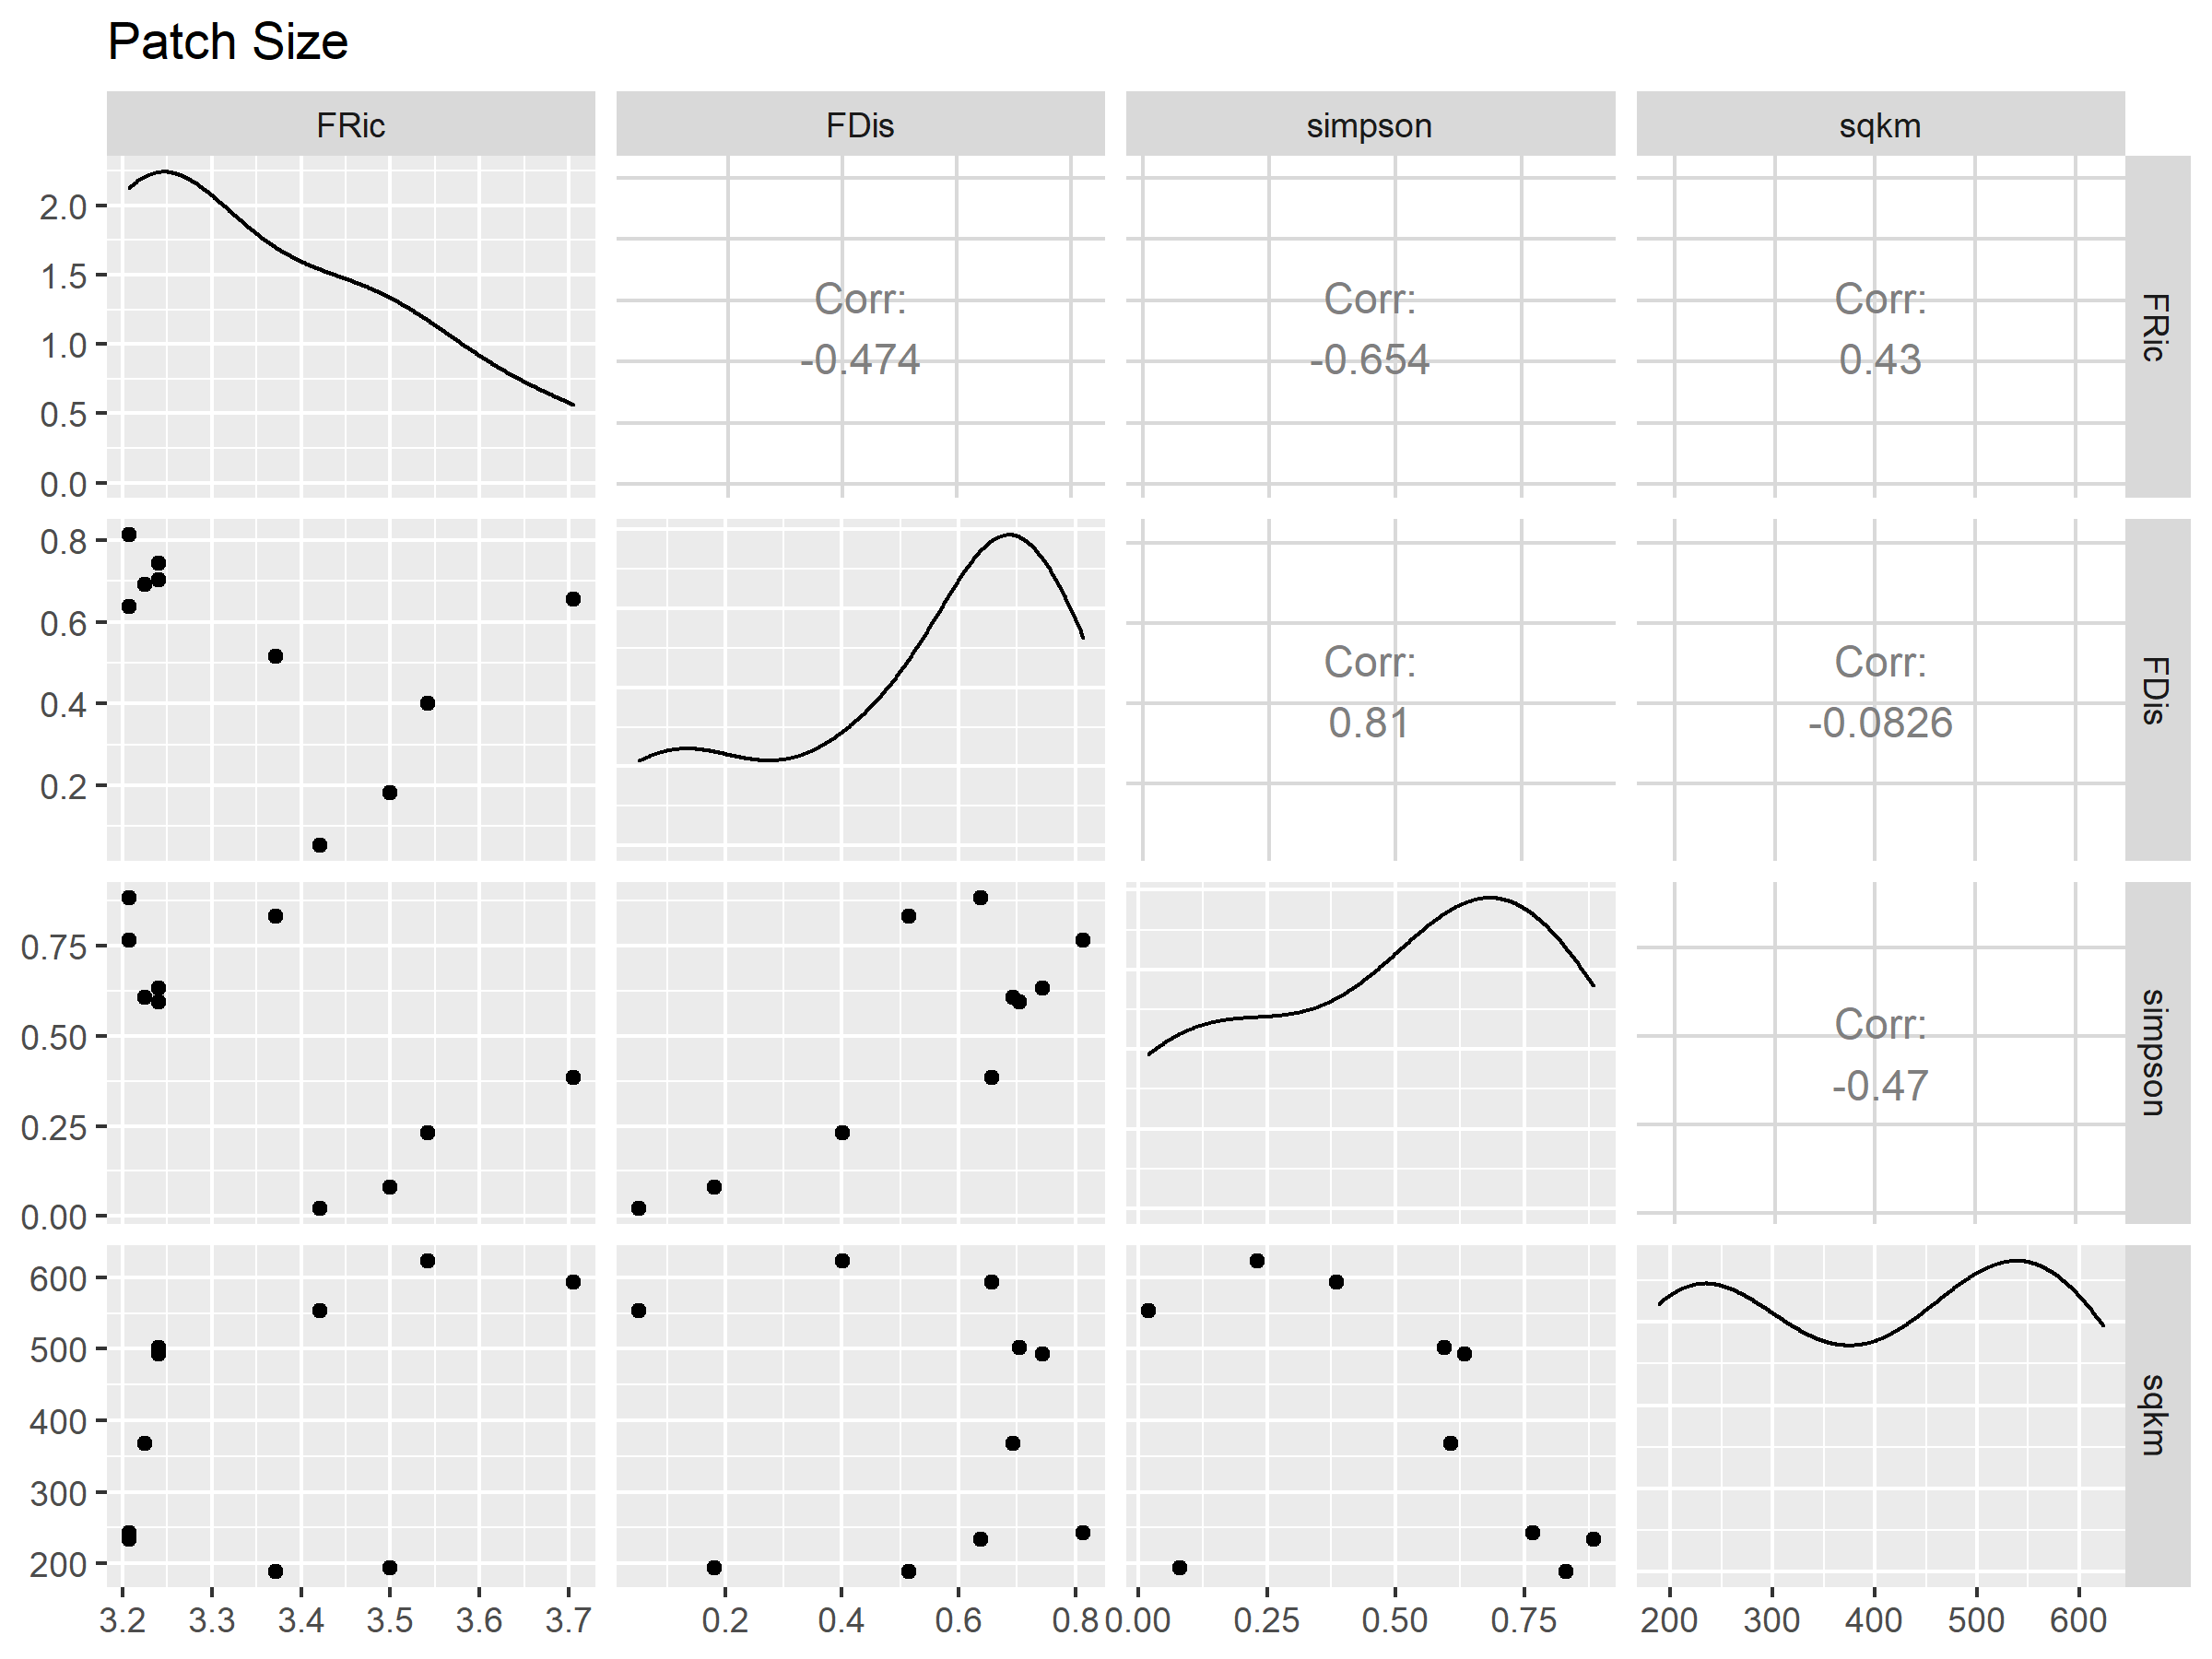 Patch Size
FRic FDis simpson sqkm
2.0
1.5
1.0
0.5
0.0
Corr:
-0.474
Corr:
-0.654
Corr:
0.43
FRic
0.8
0.6
0.4
0.2
Corr:
0.81
Corr:
-0.0826
FDis
0.75
0.50
0.25
0.00
Corr:
-0.47
simpson
600
500
400
300
200
sqkm
3.2 3.3 3.4 3.5 3.6 3.7 0.2 0.4 0.6 0.8 0.00 0.25 0.50 0.75 200 300 400 500 600